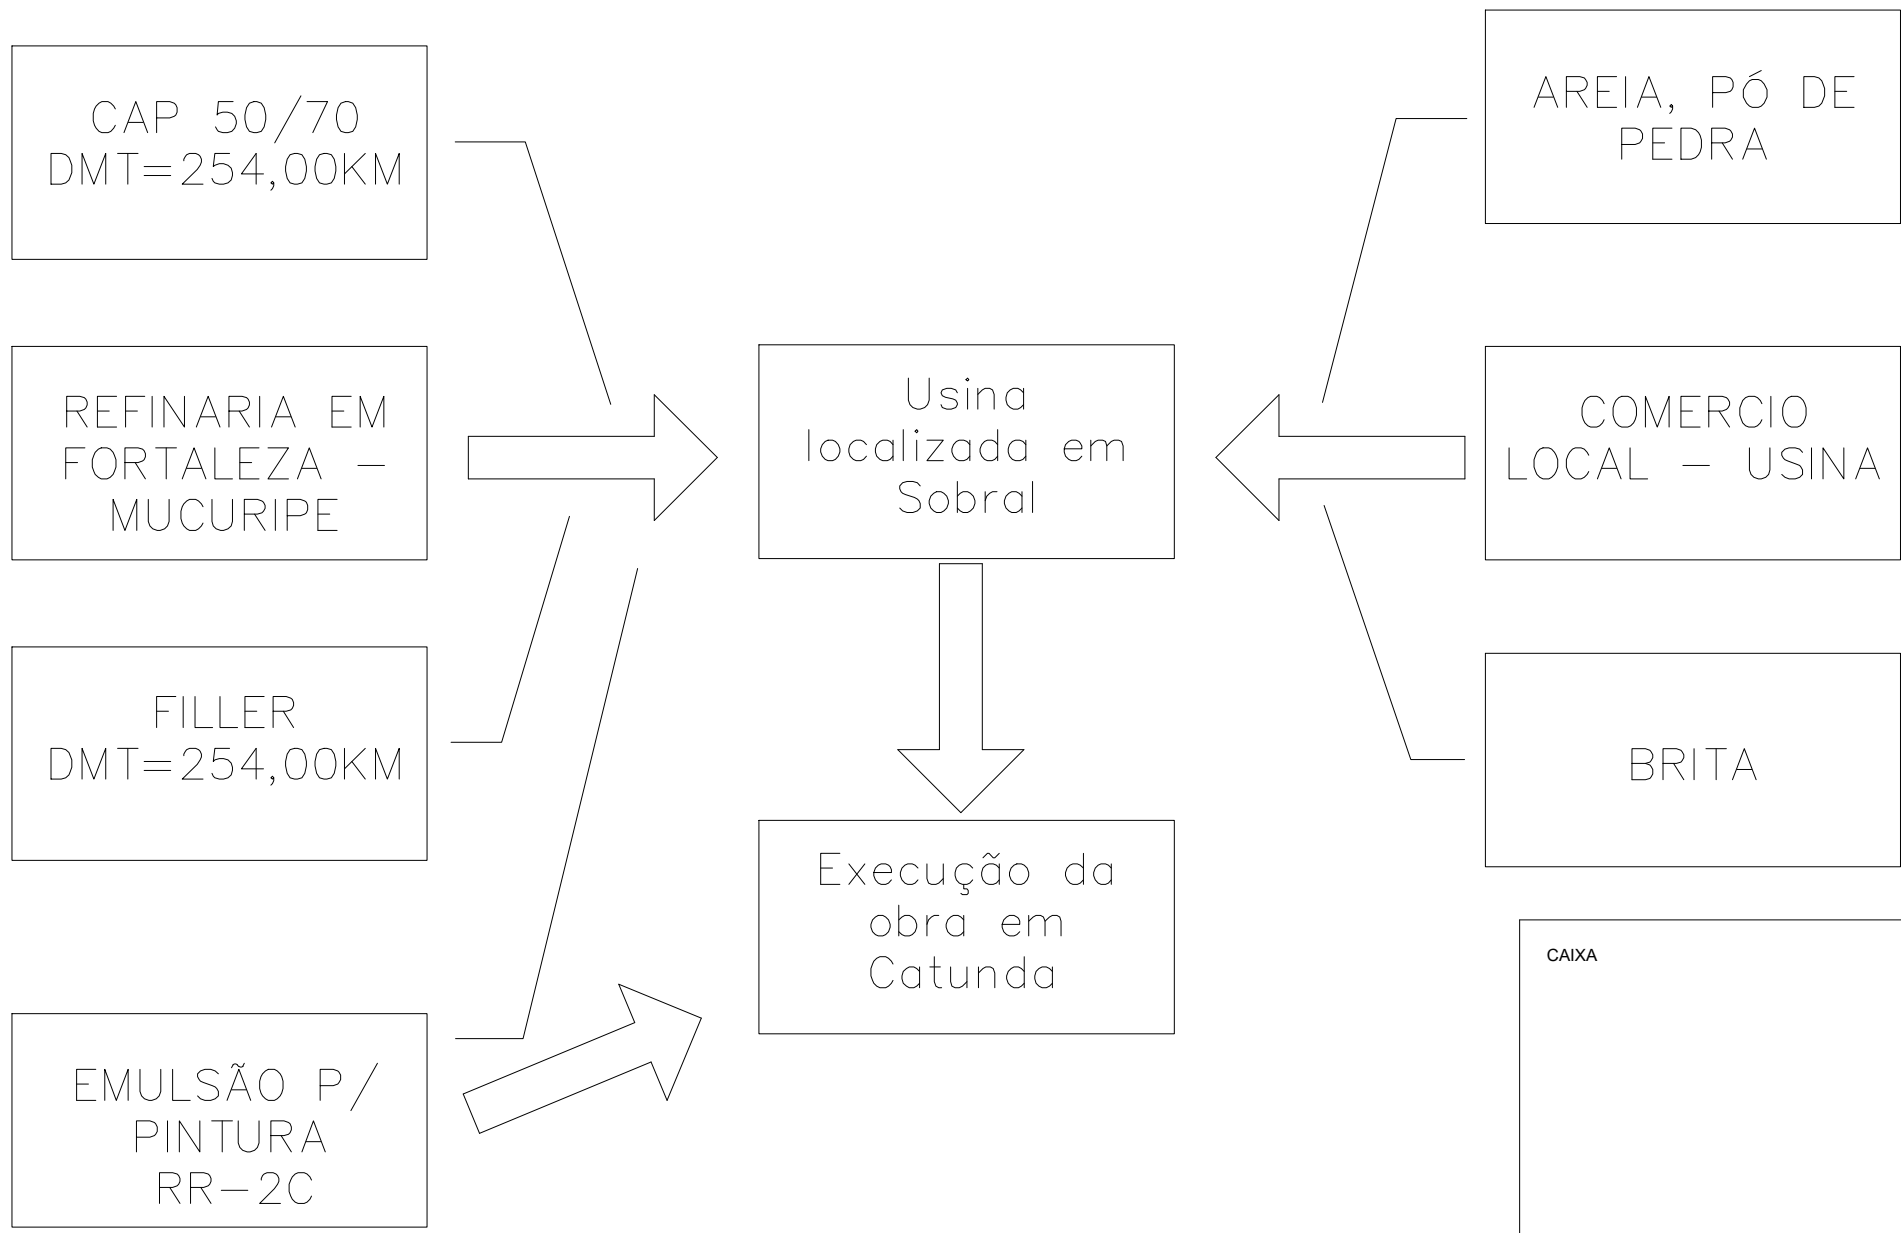 CAP 50/70
DMT=254,00KM
REFINARIA EM
FORTALEZA –
MUCURIPE
FILLER
DMT=254,00KM
EMULSÃO P/
PINTURA
RR–2C
Usina
localizada em
Sobral
Execução da
obra em
Catunda
AREIA, PÓ DE
PEDRA
COMERCIO
LOCAL – USINA
BRITA
CAIXA